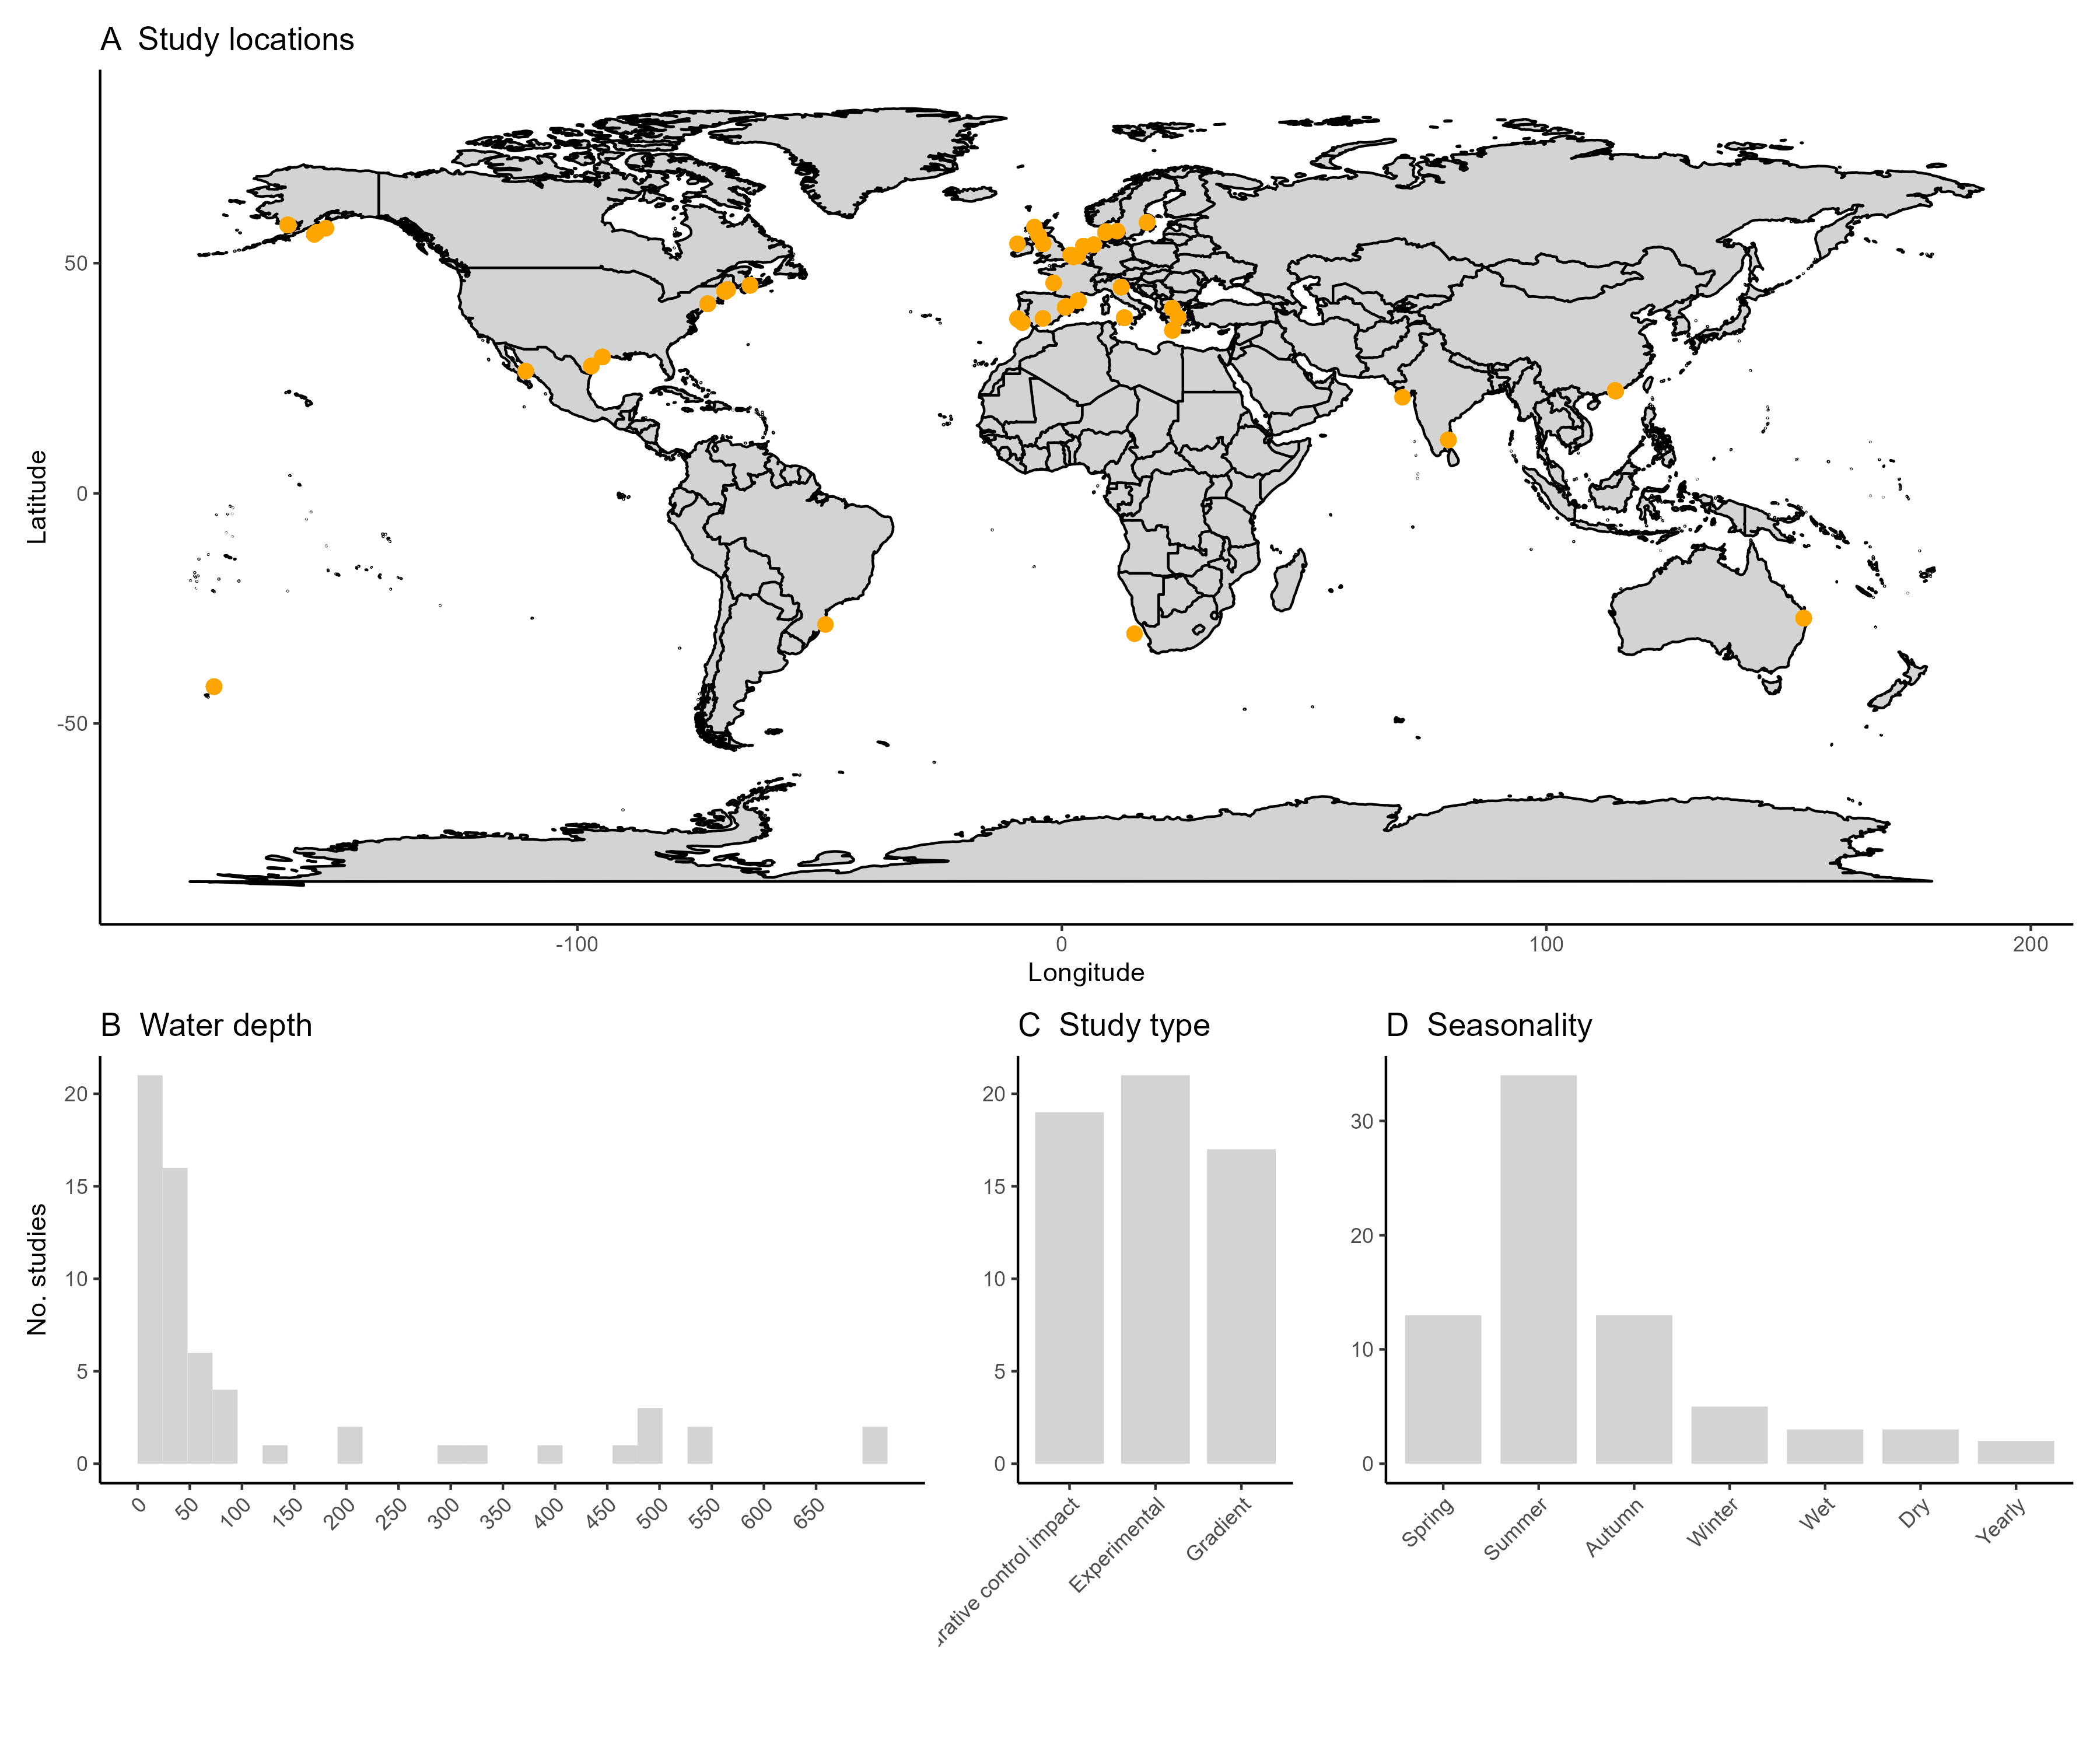 A Study locations
Latitude
50
0
-50
-100
0
100
200
Longitude
B Water depth
No. studies
20
15
10
5
0
0
50
100
150
200
250
300
350
400
450
500
550
600
650
C Study type
20
15
10
5
0
control impact
Experimental
Gradient
D Seasonality
30
20
10
0
Spring
Summer
Autumn
Winter
Wet
Dry
Yearly